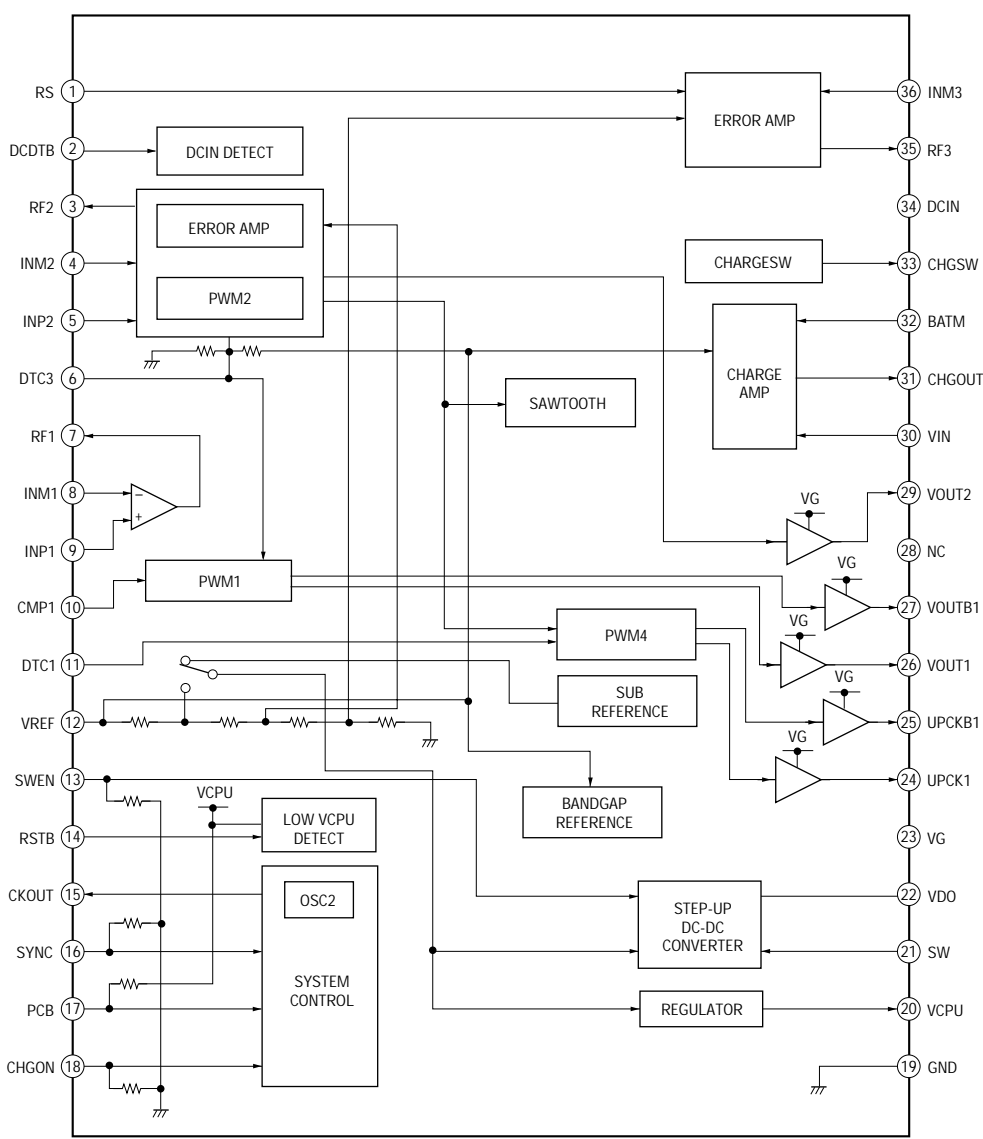 RS 1
DCDTB 2
RF2 3
INM2 4
INP2 5
DTC3 6
RF1 7
INM1 8
INP1 9
CMP1 10
DTC1 11
VREF 12
SWEN 13
RSTB 14
CKOUT 15
SYNC 16
PCB 17
CHGON 18
DCIN DETECT
ERROR AMP
PWM2
−
+
PWM1
VCPU
LOW VCPU
DETECT
OSC2
SYSTEM
CONTROL
SAWTOOTH
PWM4
SUB
REFERENCE
BANDGAP
REFERENCE
ERROR AMP
CHARGESW
CHARGE
AMP
VG
VG
VG
VG
VG
STEP-UP
DC-DC
CONVERTER
REGULATOR
36 INM3
35 RF3
34 DCIN
33 CHGSW
32 BATM
31 CHGOUT
30 VIN
29 VOUT2
28 NC
27 VOUTB1
26 VOUT1
25 UPCKB1
24 UPCK1
23 VG
22 VDO
21 SW
20 VCPU
19 GND